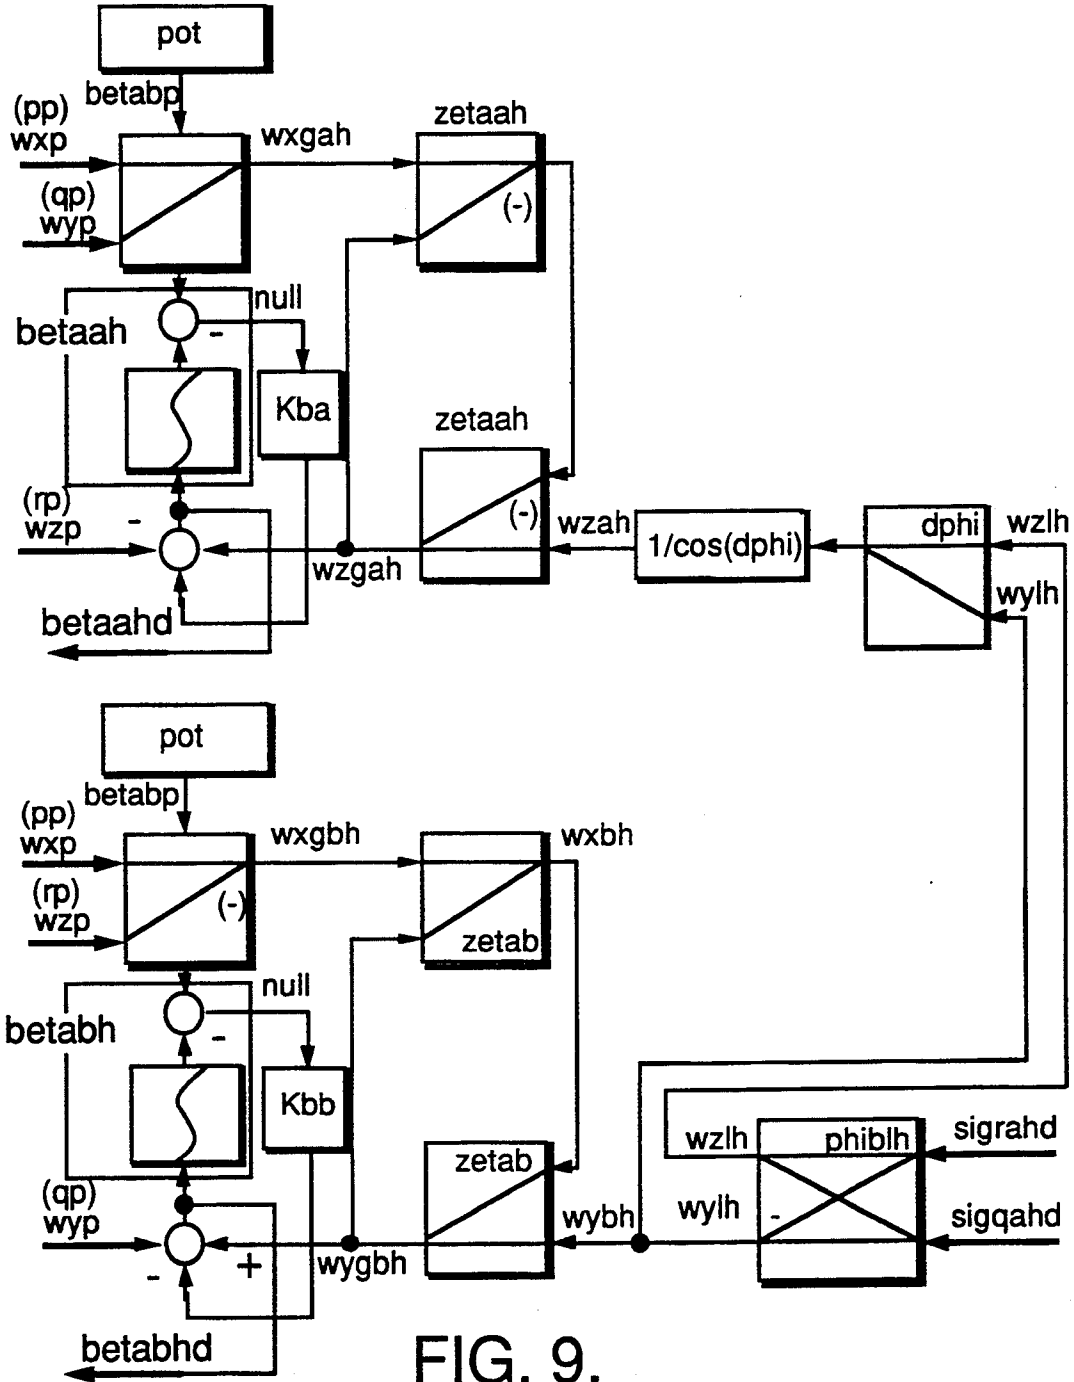 pot
betabp
(pp)
wxp
wxgah
zetaah
(qp)
wyp
(-)
null
betaah
-
Kba
zetaah
(rp)
wzp
-
(-)
wzgah
wzah
1/cos(dphi)
dphi
wzlh
wylh
betaahd
pot
betabp
(pp)
wxp
wxgbh
wxbh
(rp)
wzp
(-)
zetab
null
betabh
-
Kbb
zetab
wzlh
phiblh
sigrahd
(qp)
wyp
wybh
wylh
-
sigqahd
-
+
wygbh
betabhd
FIG. 9.